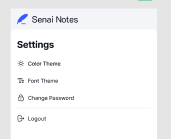 Senai Notes
Settings
Color Theme
Font Theme
Change Password
Logout